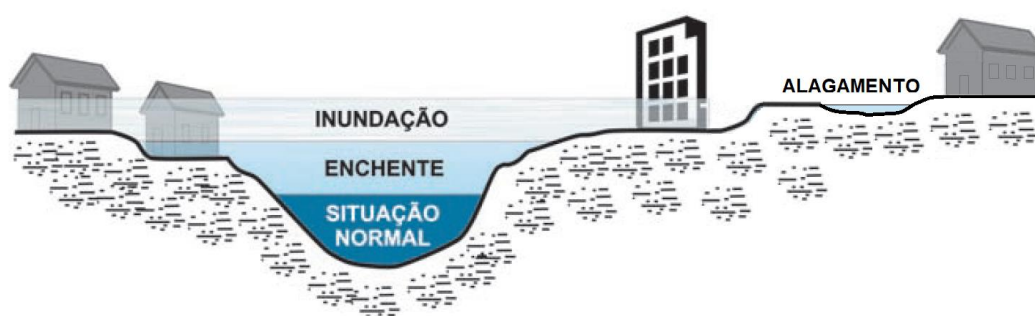 ALAGAMENTO
INUNDAÇÃO
ENCHENTE
SITUAÇÃO
NORMAL